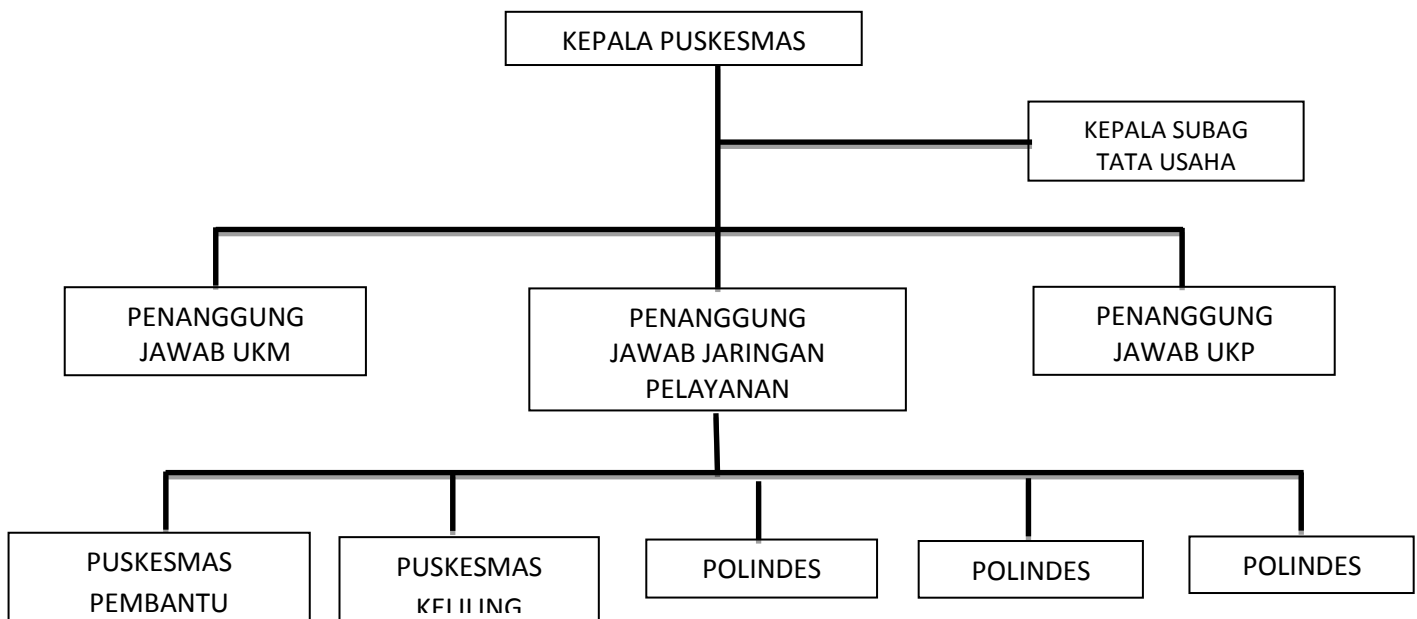 KEPALA PUSKESMAS
KEPALA SUBAG
TATA USAHA
PENANGGUNG
JAWAB UKM
PENANGGUNG
JAWAB JARINGAN
PELAYANAN
PENANGGUNG
JAWAB UKP
PUSKESMAS
PEMBANTU
PUSKESMAS
KELILING
POLINDES
POLINDES
POLINDES